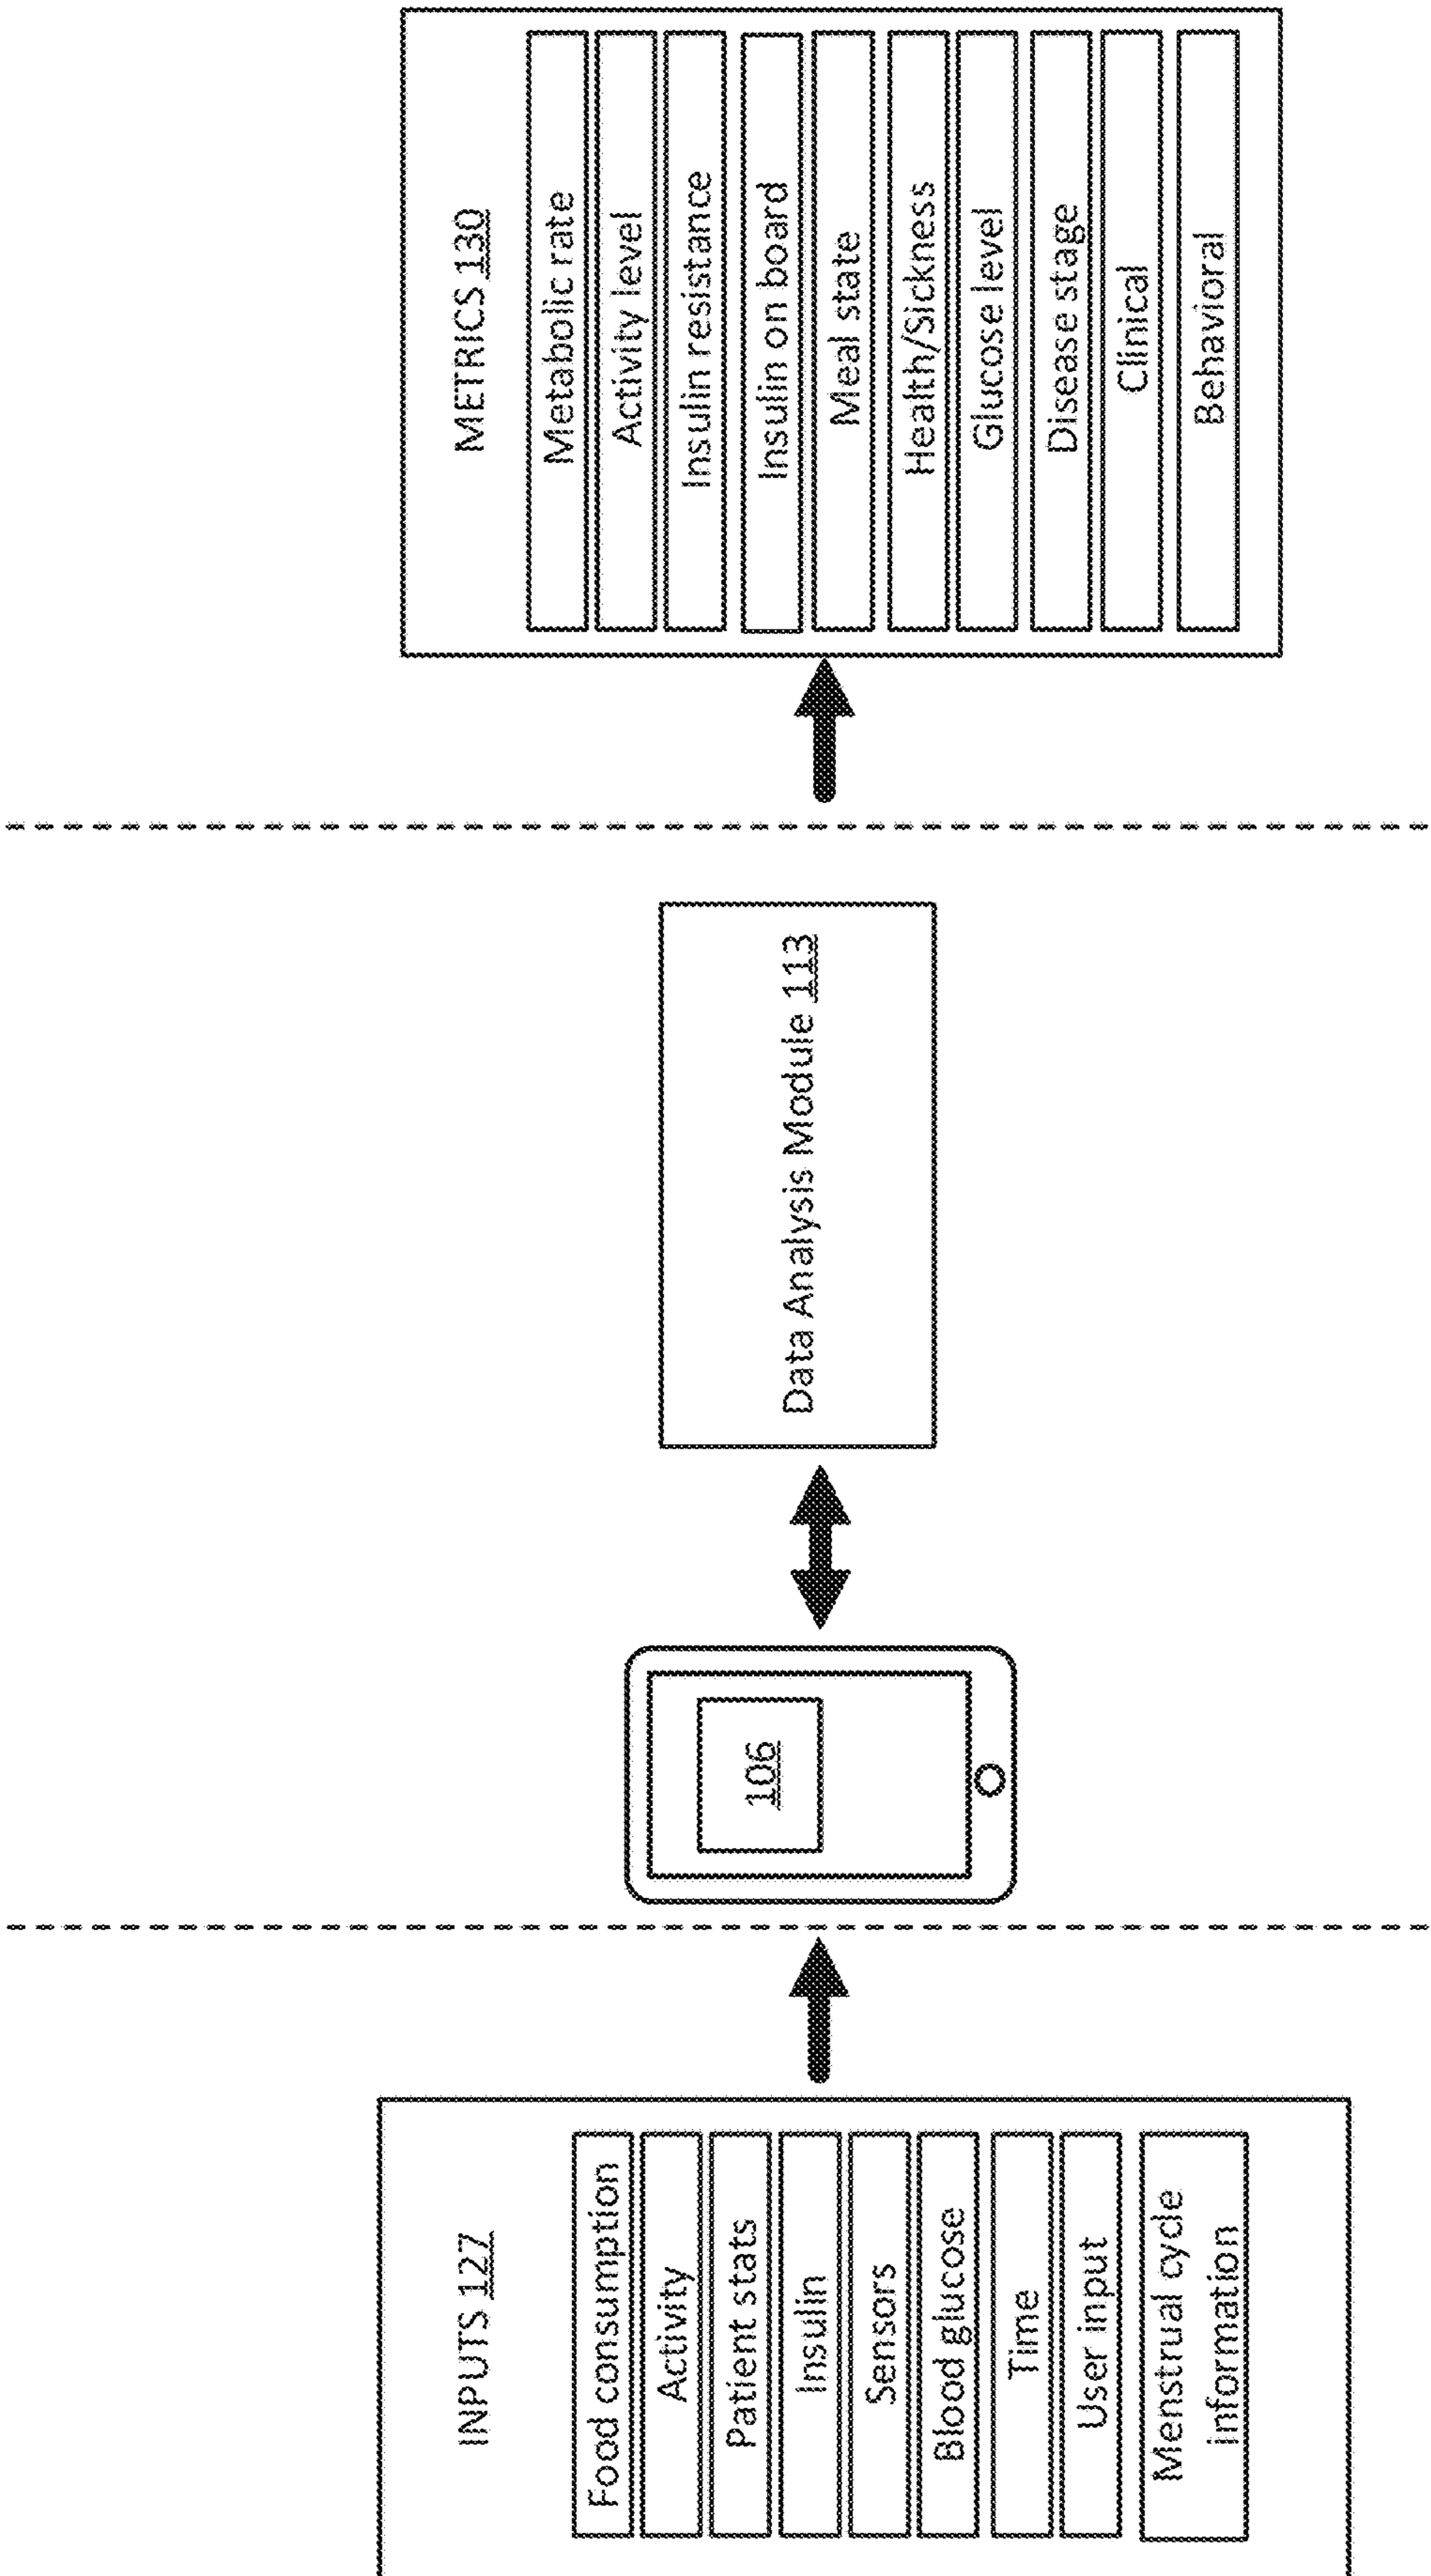 INPUTS 127
Food consumption
Activity
Patient stats
Insulin
Sensors
Blood glucose
Time
User input
Menstrual cycle
information
106
Data Analysis Module 113
METRICS 130
Metabolic rate
Activity level
Insulin resistance
Insulin on board
Meal state
Health/Sickness
Glucose level
Disease stage
Clinical
Behavioral